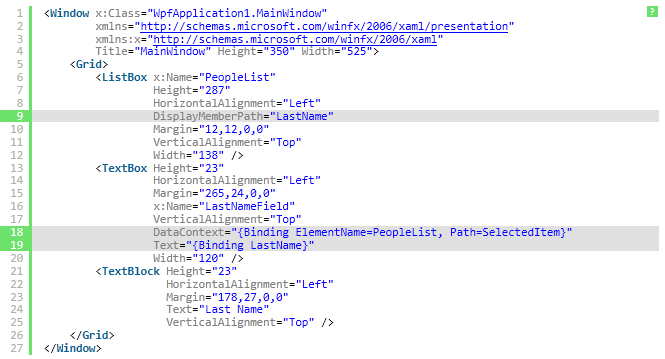 1 <Window x:Class="WpfApplication1.MainWindow"
2 xmlns="http://schemas.microsoft.com/winfx/2006/xaml/presentation"
3 xmlns:x="http://schemas.microsoft.com/winfx/2006/xaml"
4 Title="MainWindow" Height="350" Width="525">
5 <Grid>
6 <ListBox x:Name="PeopleList"
7 Height="287"
8 HorizontalAlignment="Left"
9 DisplayMemberPath="LastName"
10 Margin="12,12,0,0"
11 VerticalAlignment="Top"
12 Width="138" />
13 <TextBox Height="23"
14 HorizontalAlignment="Left"
15 Margin="265,24,0,0"
16 x:Name="LastNameField"
17 VerticalAlignment="Top"
18 DataContext="{Binding ElementName=PeopleList, Path=SelectedItem}"
19 Text="{Binding LastName}"
20 Width="120" />
21 <TextBlock Height="23"
22 HorizontalAlignment="Left"
23 Margin="178,27,0,0"
24 Text="Last Name"
25 VerticalAlignment="Top" />
26 </Grid>
27 </Window>
?